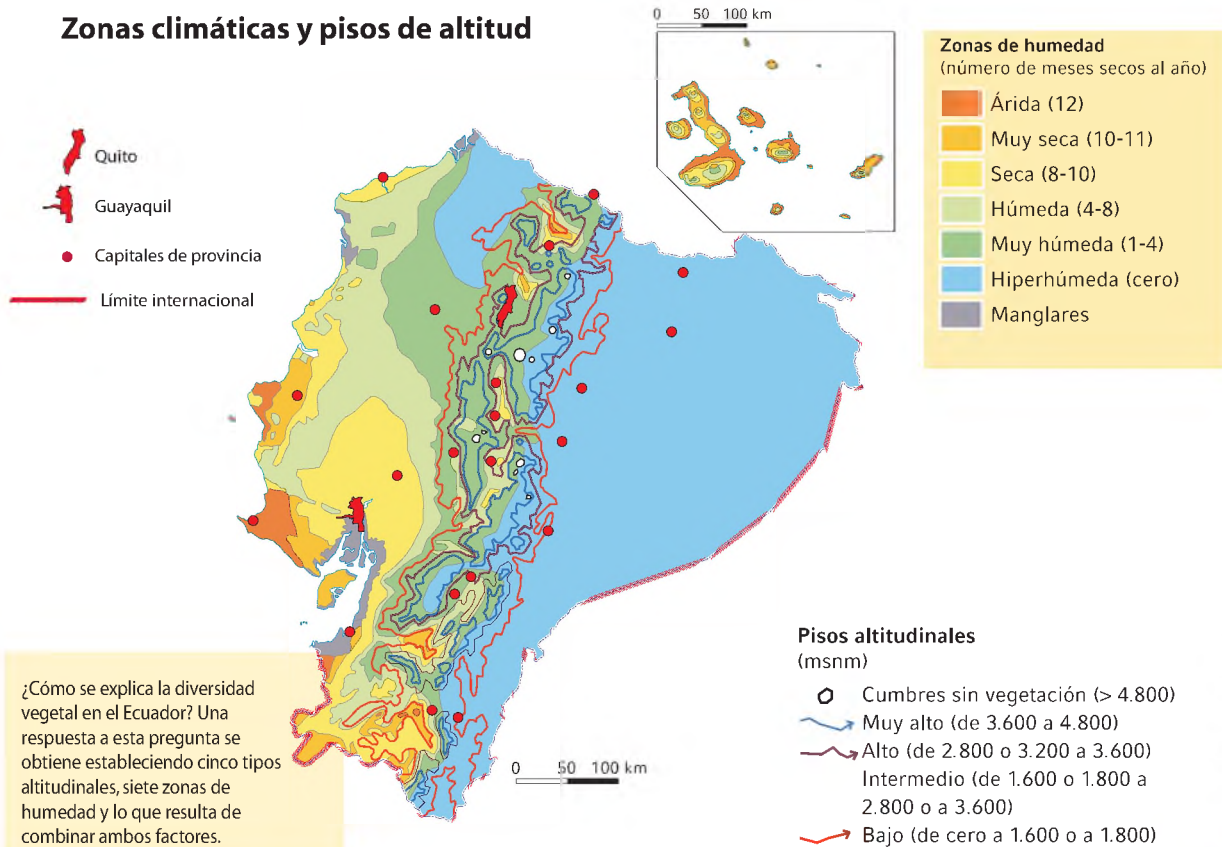 Zonas climáticas y pisos de altitud
0 50 100 km
Quito
Guayaquil
Capitales de provincia
Límite internacional
Zonas de humedad
(número de meses secos al año)
Árida (12)
Muy seca (10-11)
Seca (8-10)
Húmeda (4-8)
Muy húmeda (1-4)
Hiperhúmeda (cero)
Manglares
¿Cómo se explica la diversidad
vegetal en el Ecuador? Una
respuesta a esta pregunta se
obtiene estableciendo cinco tipos
altitudinales, siete zonas de
humedad y lo que resulta de
combinar ambos factores.
0 50 100 km
Pisos altitudinales
(msnm)
Cumbres sin vegetación (> 4.800)
Muy alto (de 3.600 a 4.800)
Alto (de 2.800 o 3.200 a 3.600)
Intermedio (de 1.600 o 1.800 a
2.800 o a 3.600)
Bajo (de cero a 1.600 o a 1.800)